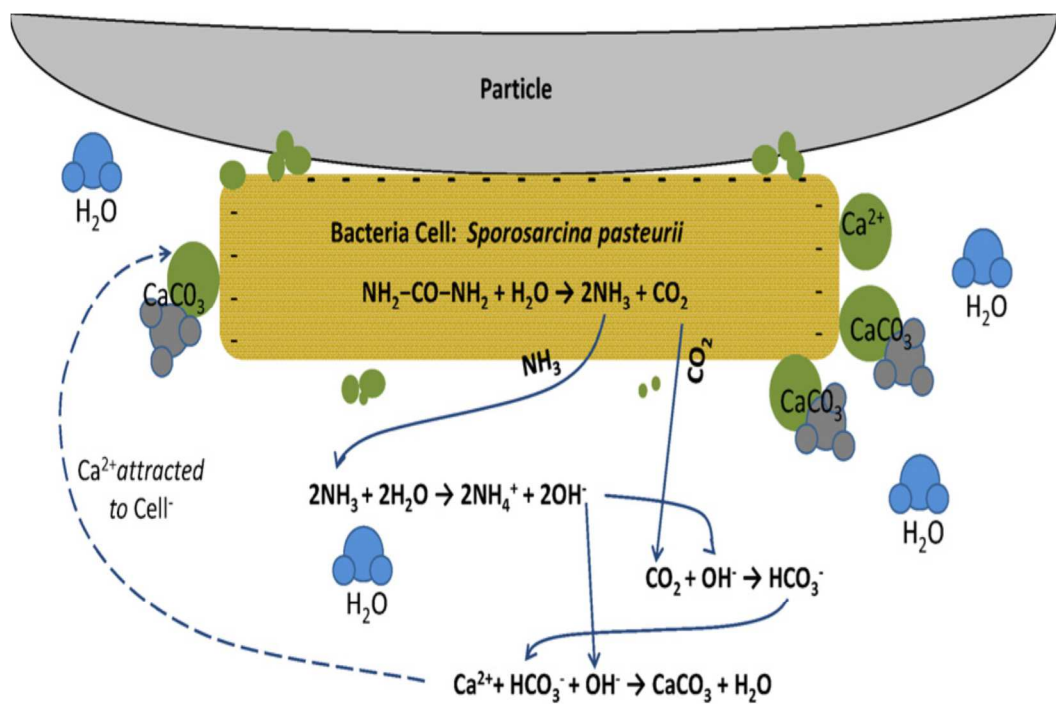 Particle
H₂O
Bacteria Cell: Sporosarcina pasteurii
Ca²⁺
NH₂–CO–NH₂ + H₂O → 2NH₃ + CO₂
H₂O
CaCO₃
CaCO₃
NH₃
CO₂
CaCO₃
Ca²⁺ attracted
to Cell⁻
2NH₃ + 2H₂O → 2NH₄⁺ + 2OH⁻
H₂O
H₂O
CO₂ + OH⁻ → HCO₃⁻
Ca²⁺ + HCO₃⁻ + OH⁻ → CaCO₃ + H₂O